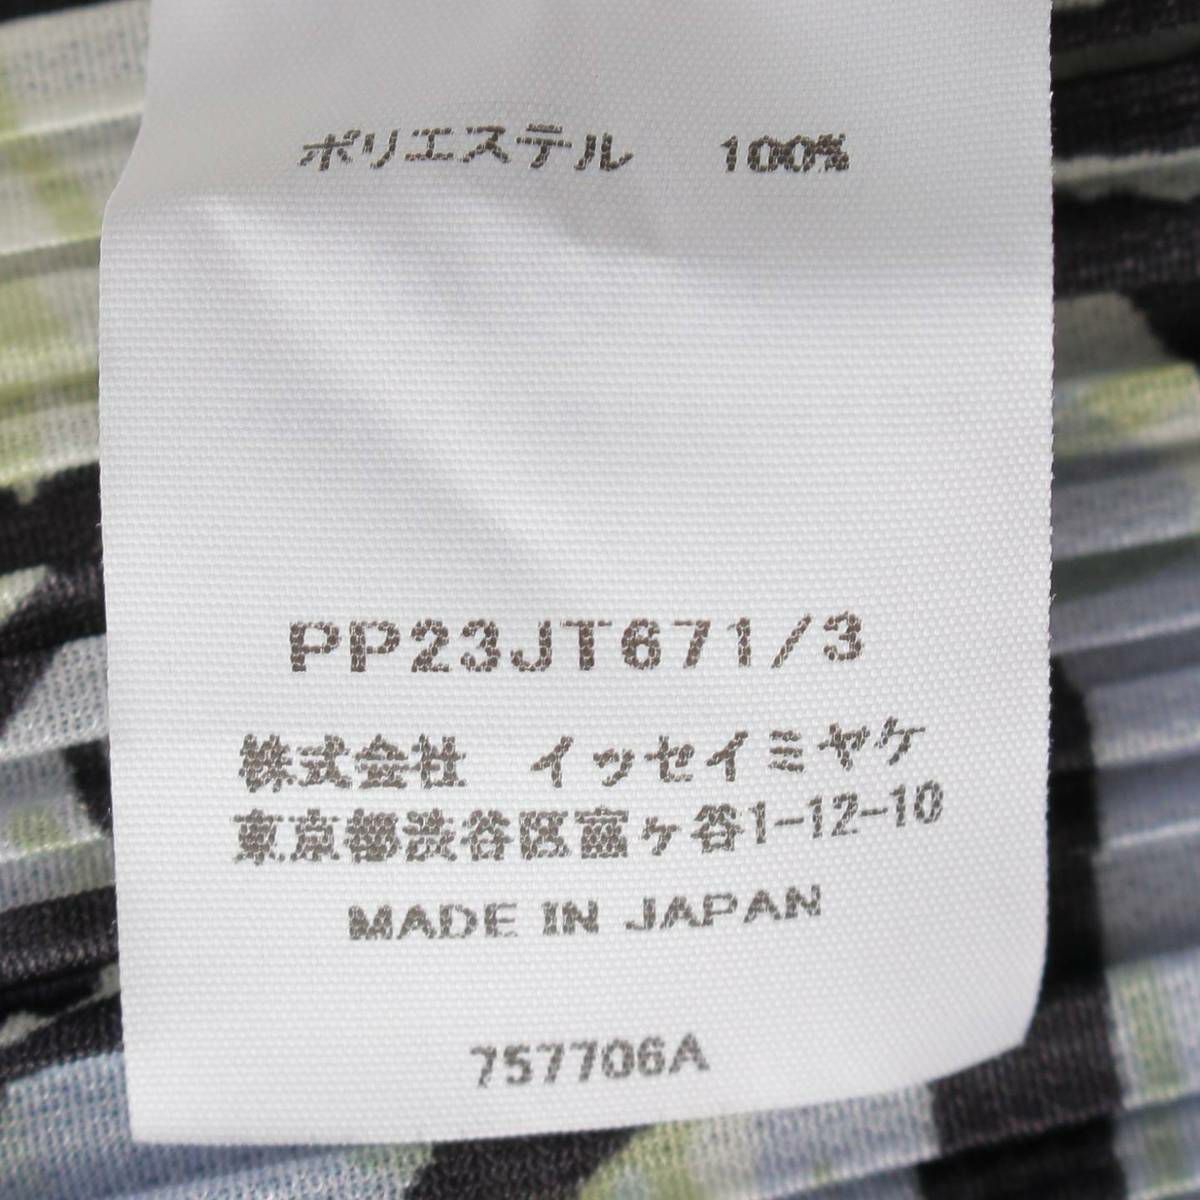 ポリエステル 100%
PP23JT671/3
株式会社 イッセイミヤケ
東京都渋谷区富ヶ谷1-12-10
MADE IN JAPAN
757706A